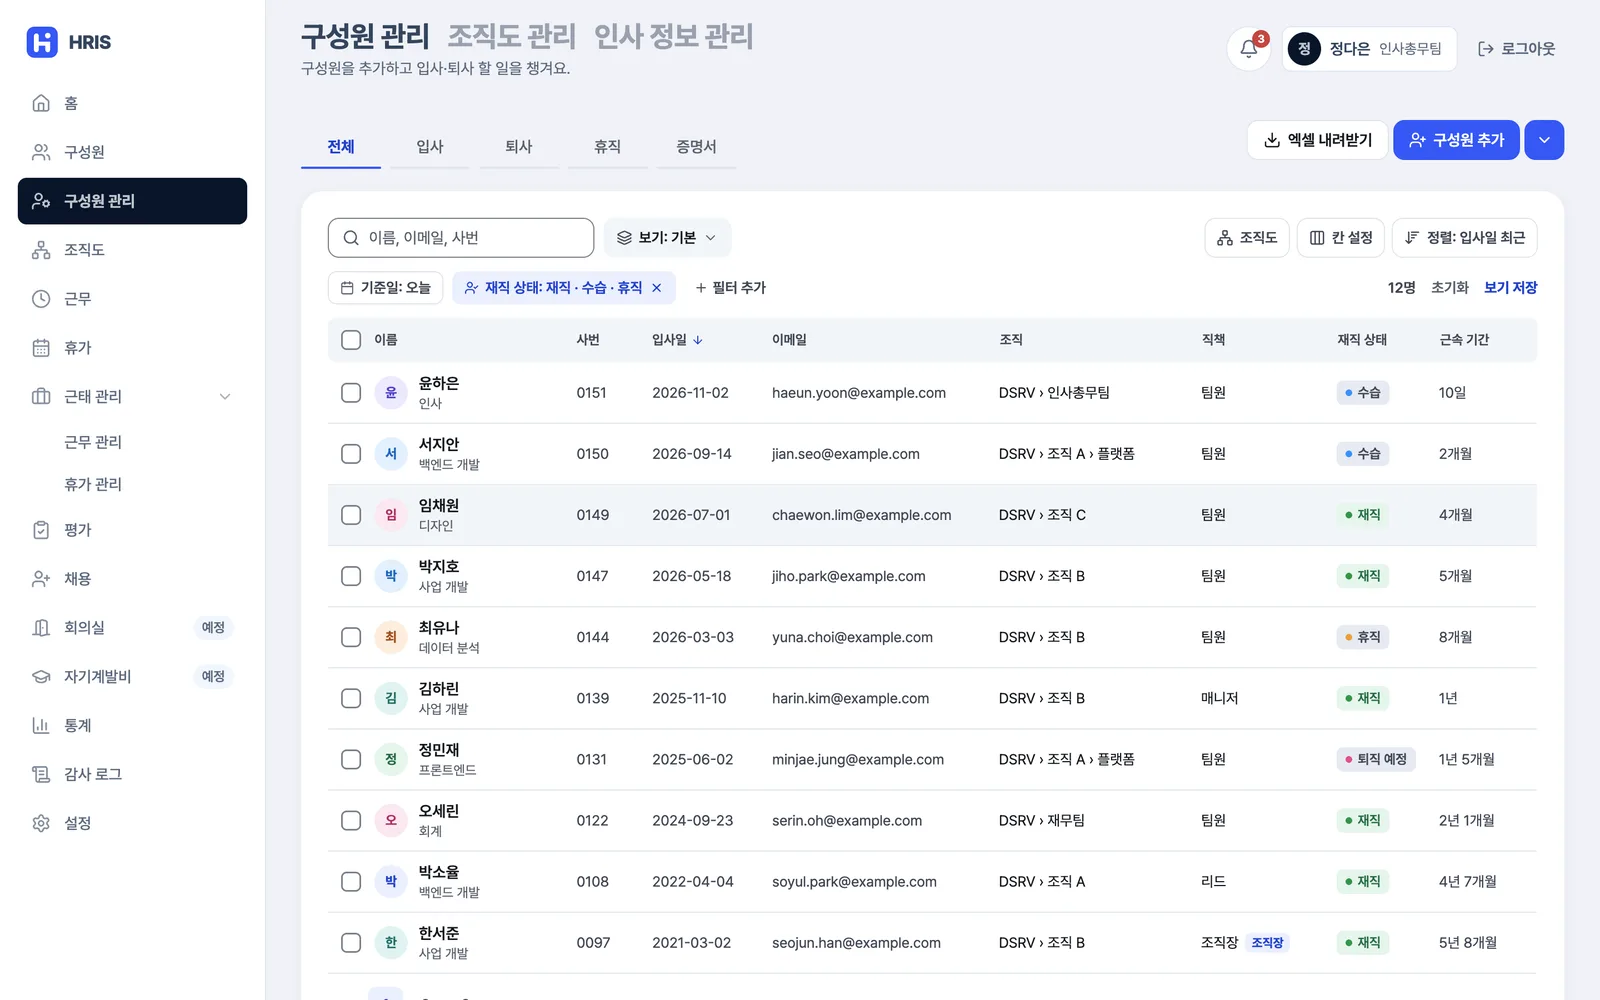 HRIS
홈
구성원
구성원 관리
조직도
근무
휴가
근태 관리
근무 관리
휴가 관리
평가
채용
회의실 예정
자기계발비 예정
통계
감사 로그
설정
구성원 관리 조직도 관리 인사 정보 관리
구성원을 추가하고 입사·퇴사 할 일을 챙겨요.
3
정 정다은 인사총무팀
로그아웃
전체 입사 퇴사 휴직 증명서
엑셀 내려받기
구성원 추가
이름, 이메일, 사번
보기: 기본
조직도 칸 설정 정렬: 입사일 최근
기준일: 오늘 재직 상태: 재직 · 수습 · 휴직 × + 필터 추가
12명 초기화 보기 저장
이름 사번 입사일 ↓ 이메일 조직 직책 재직 상태 근속 기간
윤 윤하은 0151 2026-11-02 haeun.yoon@example.com DSRV › 인사총무팀 팀원 수습 10일
인사
서 서지안 0150 2026-09-14 jian.seo@example.com DSRV › 조직 A › 플랫폼 팀원 수습 2개월
백엔드 개발
임 임채원 0149 2026-07-01 chaewon.lim@example.com DSRV › 조직 C 팀원 재직 4개월
디자인
박 박지호 0147 2026-05-18 jiho.park@example.com DSRV › 조직 B 팀원 재직 5개월
사업 개발
최 최유나 0144 2026-03-03 yuna.choi@example.com DSRV › 조직 B 팀원 휴직 8개월
데이터 분석
김 김하린 0139 2025-11-10 harin.kim@example.com DSRV › 조직 B 매니저 재직 1년
사업 개발
정 정민재 0131 2025-06-02 minjae.jung@example.com DSRV › 조직 A › 플랫폼 팀원 퇴직 예정 1년 5개월
프론트엔드
오 오세린 0122 2024-09-23 serin.oh@example.com DSRV › 재무팀 팀원 재직 2년 1개월
회계
박 박소율 0108 2022-04-04 soyul.park@example.com DSRV › 조직 A 리드 재직 4년 7개월
백엔드 개발
한 한서준 0097 2021-03-02 seojun.han@example.com DSRV › 조직 B 조직장 조직장 재직 5년 8개월
사업 개발